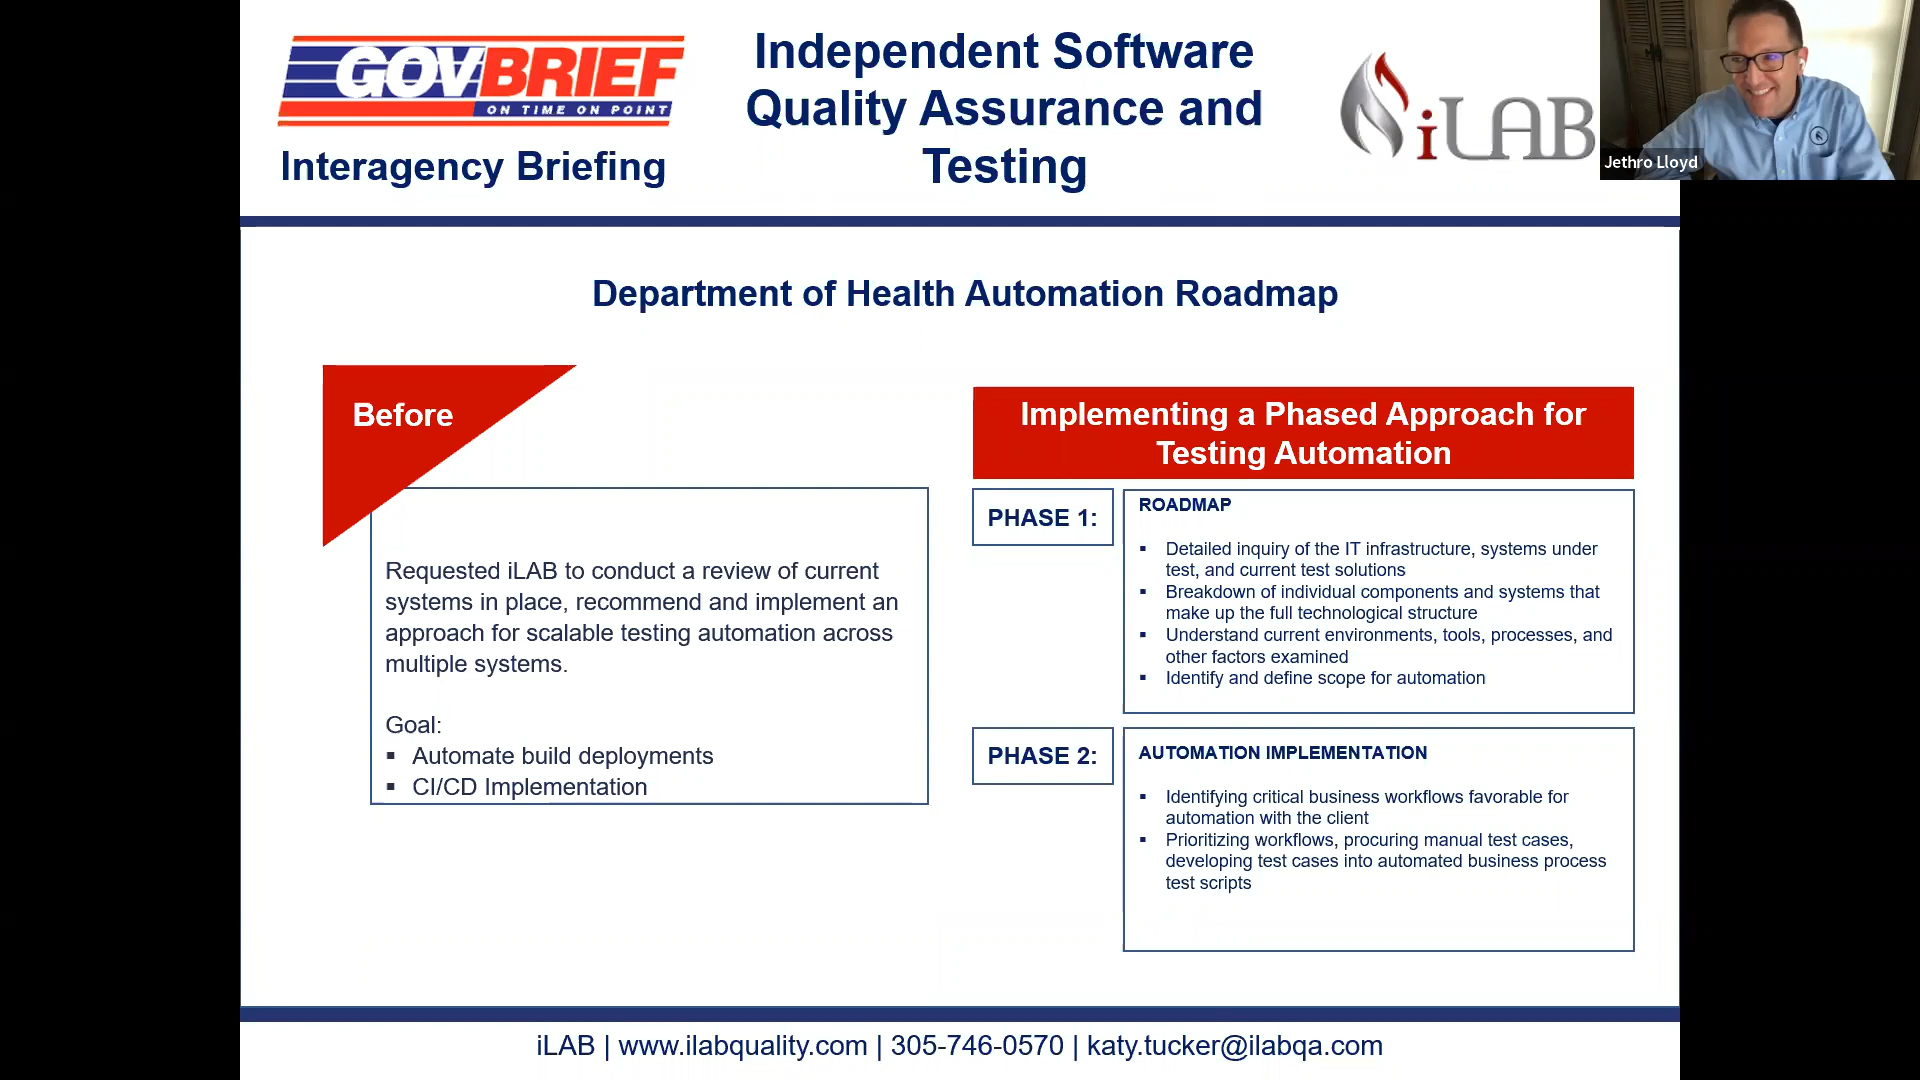 GOVBRIEF
ON TIME ON POINT
Interagency Briefing
Independent Software
Quality Assurance and
Testing
iLAB
Jethro Lloyd
Department of Health Automation Roadmap
Before
Requested iLAB to conduct a review of current
systems in place, recommend and implement an
approach for scalable testing automation across
multiple systems.
Goal:
▪ Automate build deployments
▪ CI/CD Implementation
Implementing a Phased Approach for
Testing Automation
PHASE 1:
ROADMAP
▪ Detailed inquiry of the IT infrastructure, systems under
test, and current test solutions
▪ Breakdown of individual components and systems that
make up the full technological structure
▪ Understand current environments, tools, processes, and
other factors examined
▪ Identify and define scope for automation
PHASE 2:
AUTOMATION IMPLEMENTATION
▪ Identifying critical business workflows favorable for
automation with the client
▪ Prioritizing workflows, procuring manual test cases,
developing test cases into automated business process
test scripts
iLAB | www.ilabquality.com | 305-746-0570 | katy.tucker@ilabqa.com